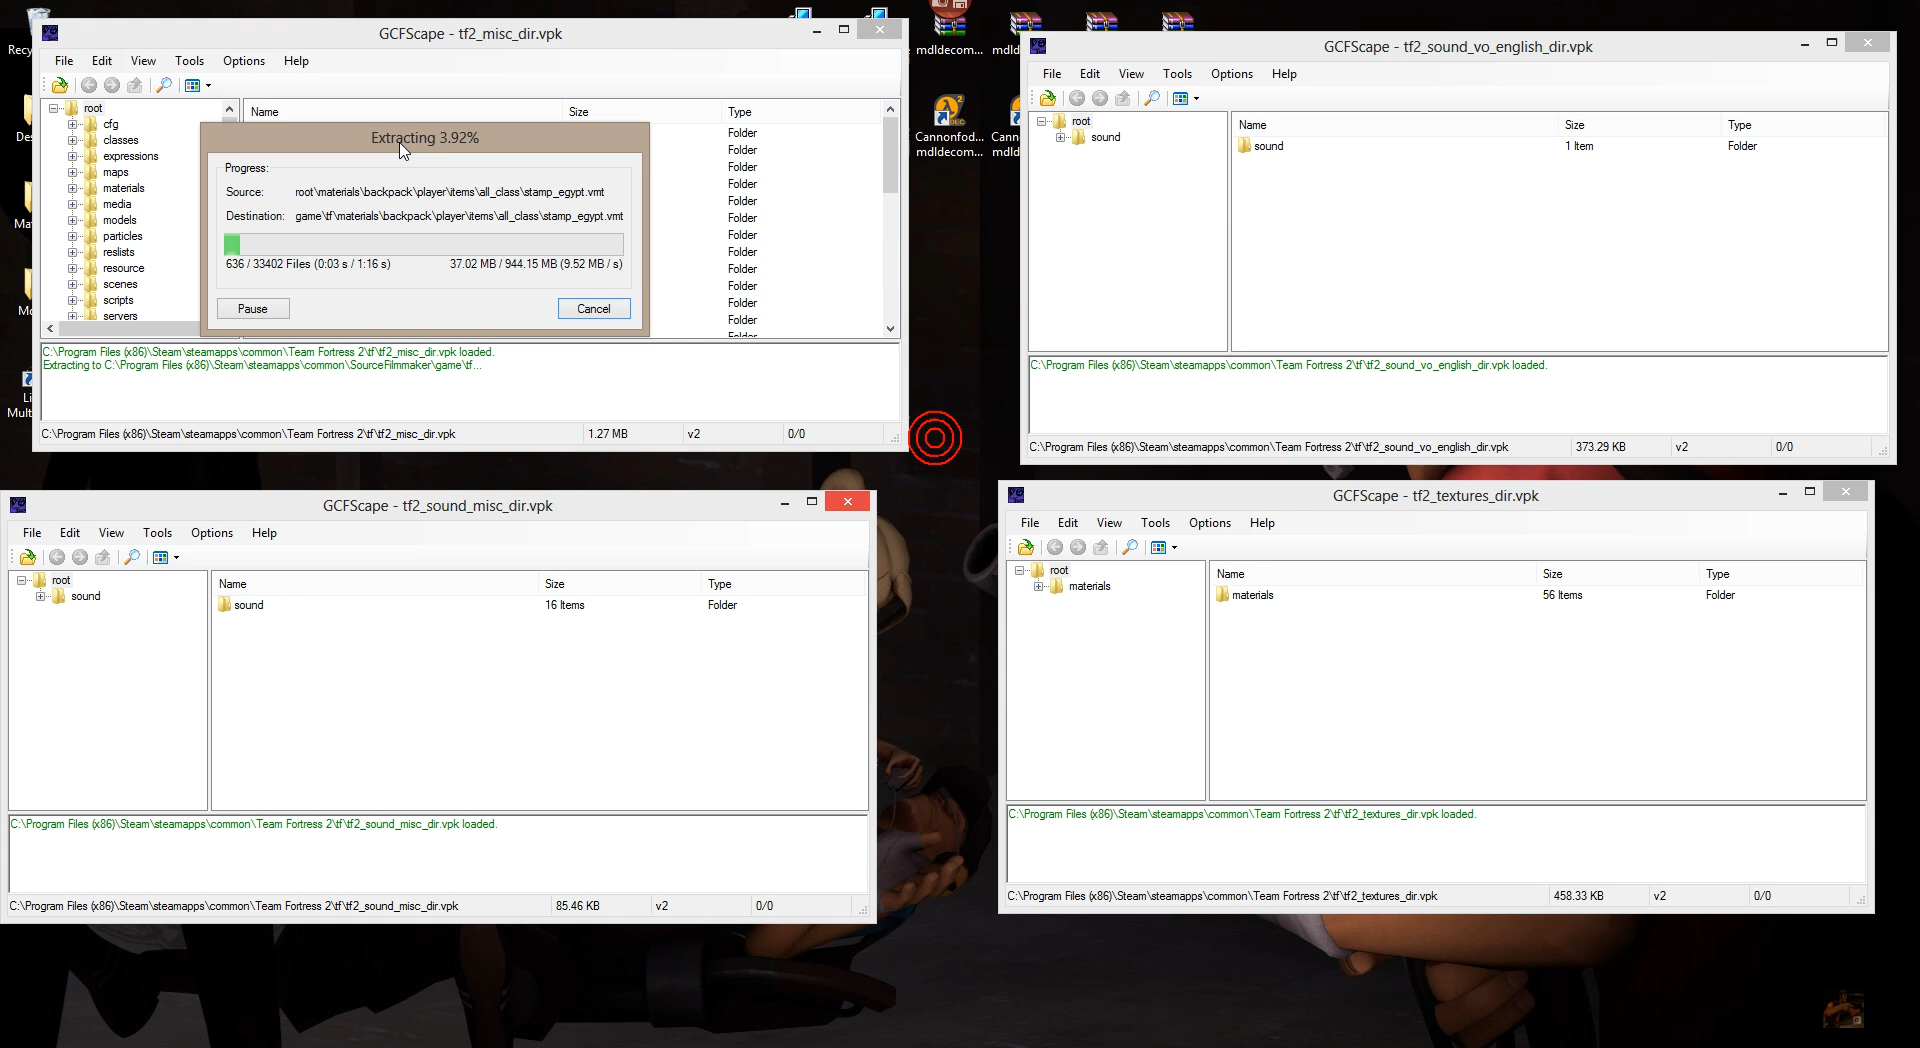 Recy
GCFScape - tf2_misc_dir.vpk
File Edit View Tools Options Help
root
cfg
classes
expressions
maps
materials
media
models
particles
reslists
resource
scenes
scripts
servers
Name Size Type
Folder
Folder
Folder
Folder
Folder
Folder
Folder
Folder
Folder
Folder
Folder
Folder
Folder
Extracting 3.92%
Progress:
Source: root\materials\backpack\player\items\all_class\stamp_egypt.vmt
Destination: game\tf\materials\backpack\player\items\all_class\stamp_egypt.vmt
636 / 33402 Files (0:03 s / 1:16 s) 37.02 MB / 944.15 MB (9.52 MB / s)
Pause Cancel
C:\Program Files (x86)\Steam\steamapps\common\Team Fortress 2\tf\tf2_misc_dir.vpk loaded.
Extracting to C:\Program Files (x86)\Steam\steamapps\common\SourceFilmmaker\game\tf...
C:\Program Files (x86)\Steam\steamapps\common\Team Fortress 2\tf\tf2_misc_dir.vpk 1.27 MB v2 0/0
Des
Mat
Mo
Li
Mult
mdldecom... mdld
Cannonfod... Cann
mdldecom... mdld
GCFScape - tf2_sound_vo_english_dir.vpk
File Edit View Tools Options Help
root
sound
Name Size Type
sound 1 Item Folder
C:\Program Files (x86)\Steam\steamapps\common\Team Fortress 2\tf\tf2_sound_vo_english_dir.vpk loaded.
C:\Program Files (x86)\Steam\steamapps\common\Team Fortress 2\tf\tf2_sound_vo_english_dir.vpk 373.29 KB v2 0/0
GCFScape - tf2_sound_misc_dir.vpk
File Edit View Tools Options Help
root
sound
Name Size Type
sound 16 Items Folder
C:\Program Files (x86)\Steam\steamapps\common\Team Fortress 2\tf\tf2_sound_misc_dir.vpk loaded.
C:\Program Files (x86)\Steam\steamapps\common\Team Fortress 2\tf\tf2_sound_misc_dir.vpk 85.46 KB v2 0/0
GCFScape - tf2_textures_dir.vpk
File Edit View Tools Options Help
root
materials
Name Size Type
materials 56 Items Folder
C:\Program Files (x86)\Steam\steamapps\common\Team Fortress 2\tf\tf2_textures_dir.vpk loaded.
C:\Program Files (x86)\Steam\steamapps\common\Team Fortress 2\tf\tf2_textures_dir.vpk 458.33 KB v2 0/0